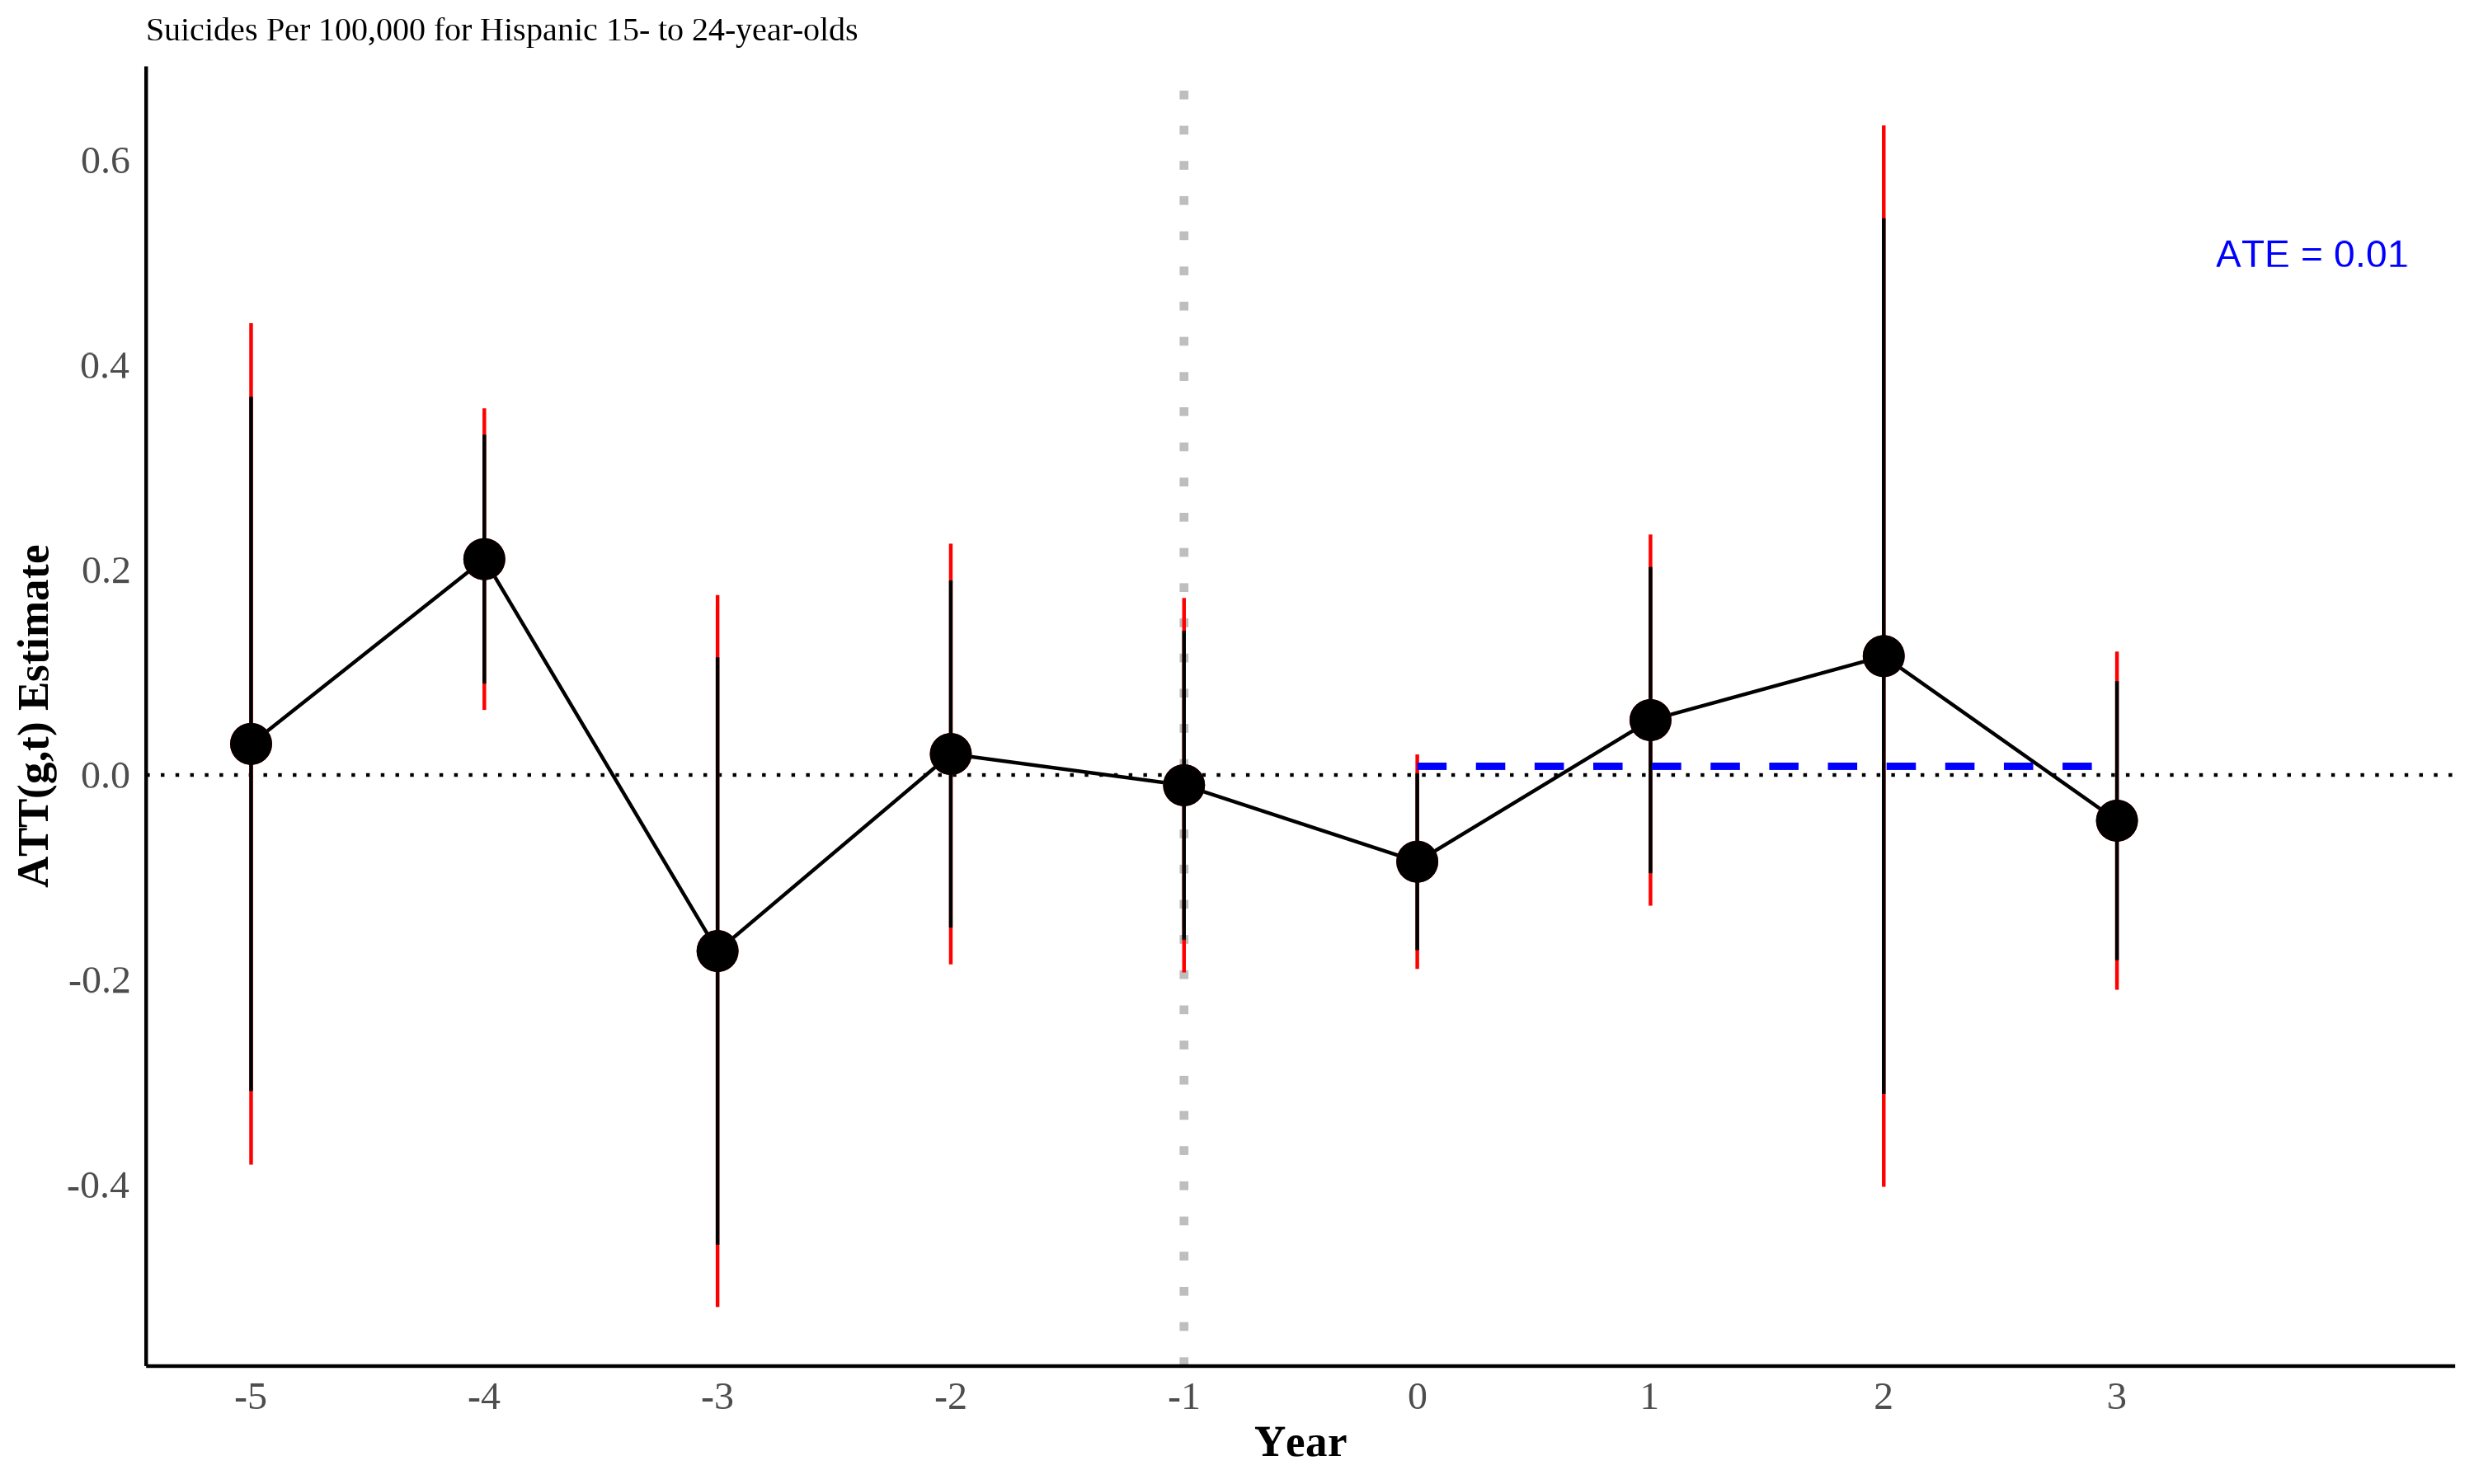 Suicides Per 100,000 for Hispanic 15- to 24-year-olds
0.6
0.4
0.2
0.0
-0.2
-0.4
ATT(g,t) Estimate
ATE = 0.01
-5 -4 -3 -2 -1 0 1 2 3
Year